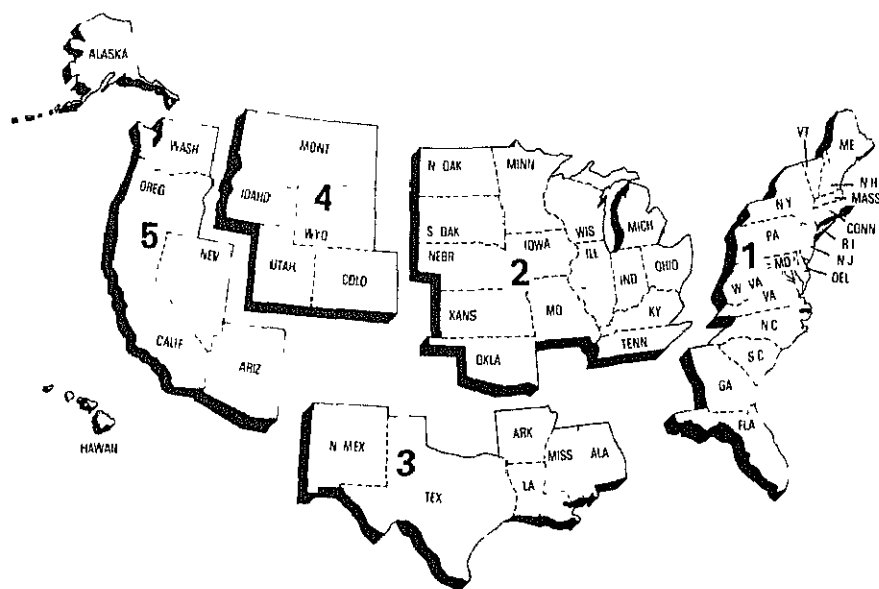 ALASKA
WASH
MONT
OREG
IDAHO
4
WYO
5
NEV
UTAH
COLO
CALIF
ARIZ
HAWAII
N DAK
MINN
S DAK
WIS
MICH
NEBR
IOWA
2
ILL
IND
OHIO
KANS
MO
KY
TENN
OKLA
N MEX
3
TEX
ARK
LA
MISS
ALA
VT
ME
N H
MASS
N Y
CONN
R I
PA
N J
1
MD
DEL
W VA
VA
N C
S C
GA
FLA